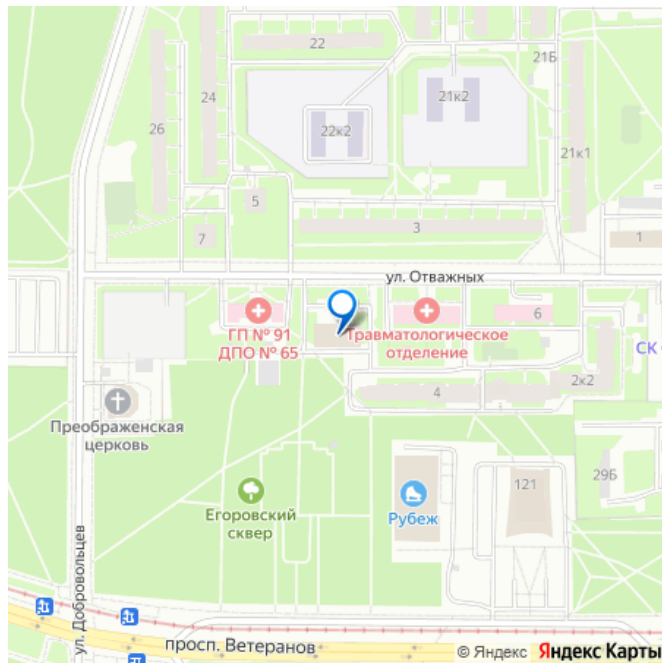 22
21Б
24
21к2
26
22к2
21к1
5
3
7
1
ул. Отважных
6
ГП № 91
ДПО № 65
Травматологическое
отделение
СК
2к2
4
Преображенская
церковь
29Б
121
Егоровский
сквер
Рубеж
ул. Добровольцев
просп. Ветеранов
© Яндекс Яндекс Карты